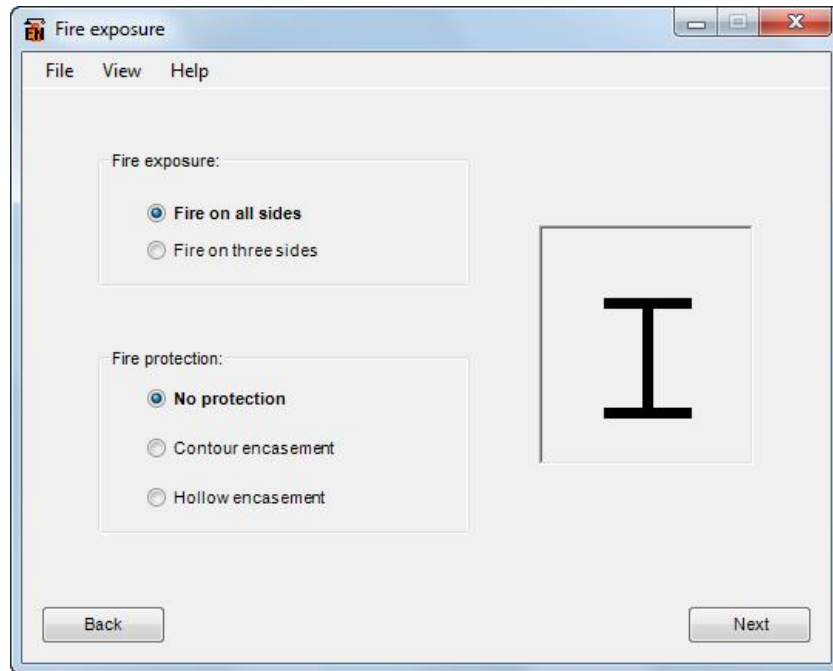 EN Fire exposure
File View Help
Fire exposure:
Fire on all sides
Fire on three sides
Fire protection:
No protection
Contour encasement
Hollow encasement
Back Next